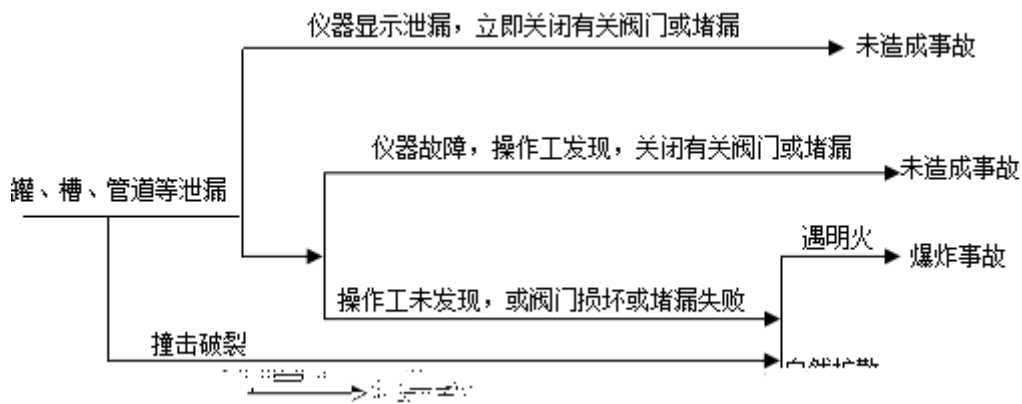 仪器显示泄漏，立即关闭有关阀门或堵漏
未造成事故
仪器故障，操作工发现，关闭有关阀门或堵漏
未造成事故
罐、槽、管道等泄漏
遇明火
爆炸事故
操作工未发现，或阀门损坏或堵漏失败
撞击破裂
自然扩散